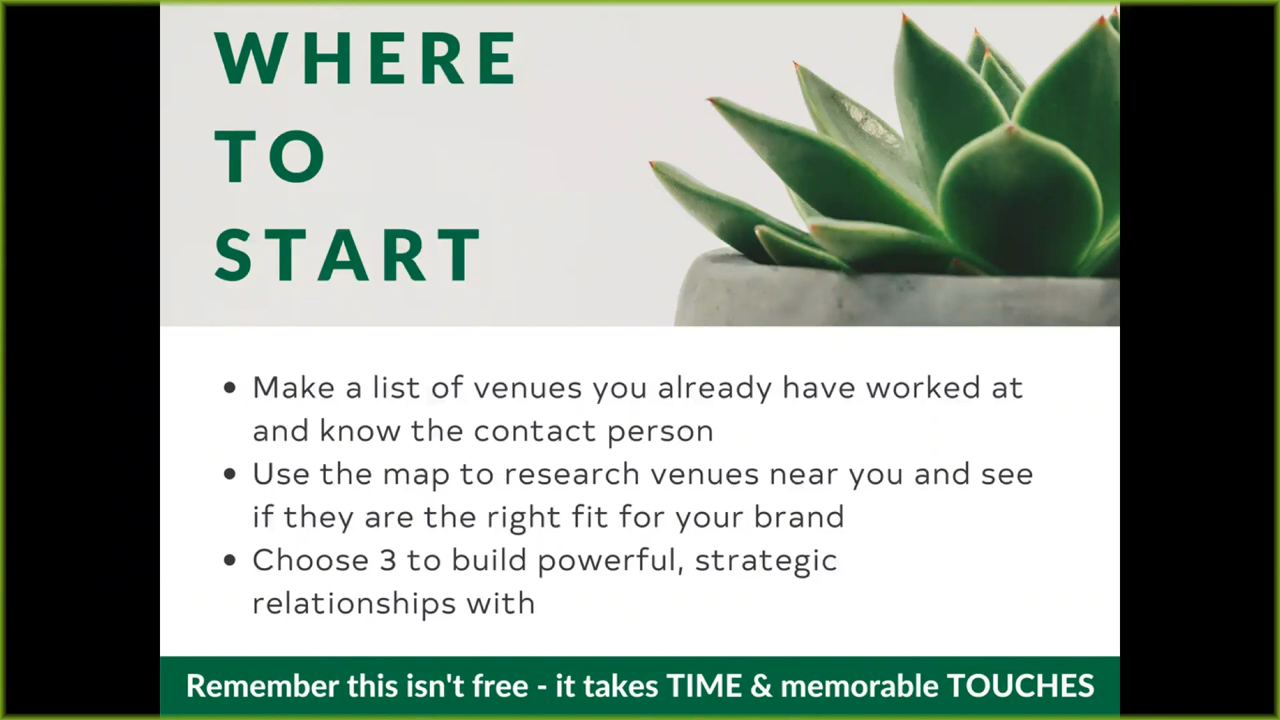 WHERE
TO
START
• Make a list of venues you already have worked at
and know the contact person
• Use the map to research venues near you and see
if they are the right fit for your brand
• Choose 3 to build powerful, strategic
relationships with
Remember this isn't free - it takes TIME & memorable TOUCHES